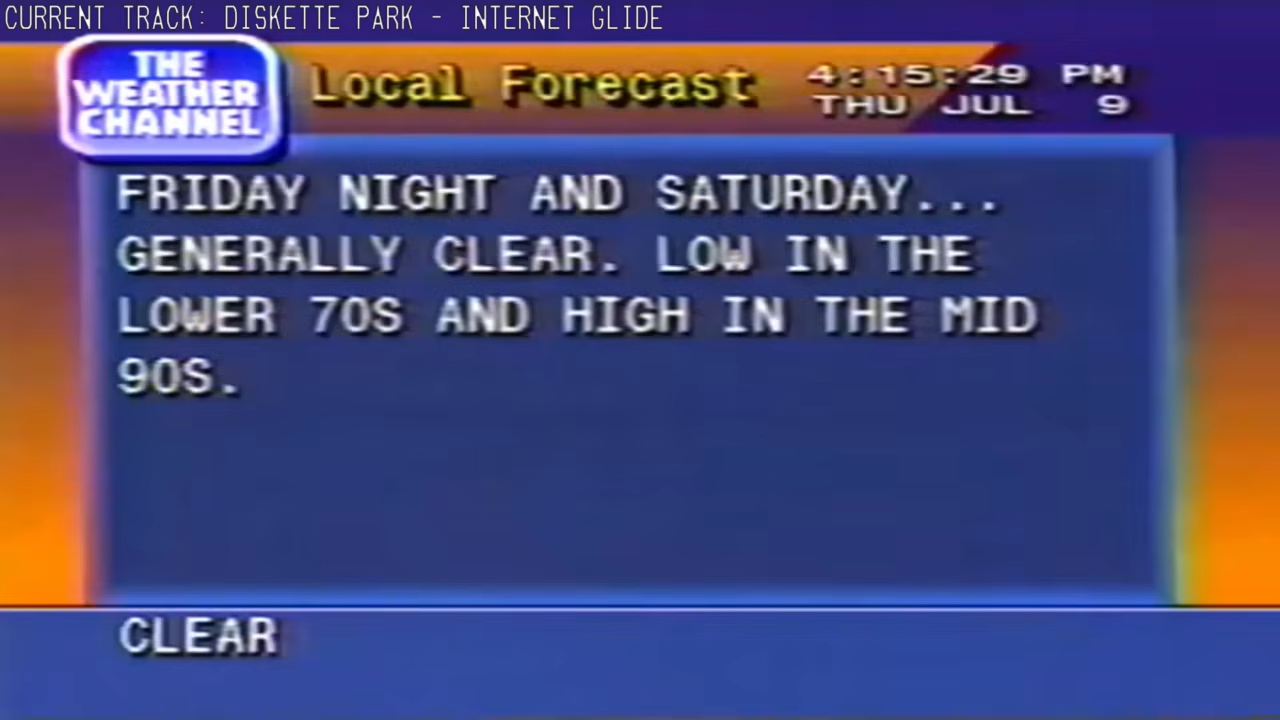 CURRENT TRACK: DISKETTE PARK - INTERNET GLIDE
THE
WEATHER
CHANNEL
Local Forecast
4:15:29 PM
THU JUL 9
FRIDAY NIGHT AND SATURDAY...
GENERALLY CLEAR. LOW IN THE
LOWER 70S AND HIGH IN THE MID
90S.
CLEAR